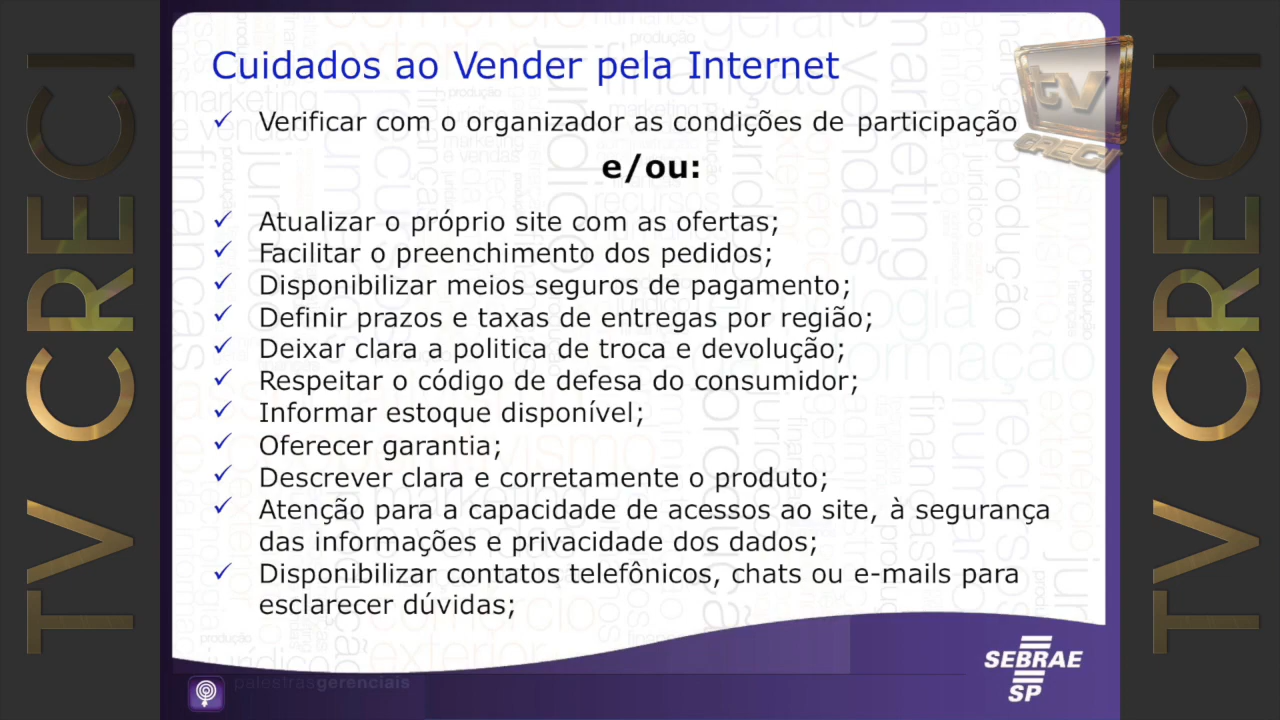 Cuidados ao Vender pela Internet
Verificar com o organizador as condições de participação
e/ou:
Atualizar o próprio site com as ofertas;
Facilitar o preenchimento dos pedidos;
Disponibilizar meios seguros de pagamento;
Definir prazos e taxas de entregas por região;
Deixar clara a politica de troca e devolução;
Respeitar o código de defesa do consumidor;
Informar estoque disponível;
Oferecer garantia;
Descrever clara e corretamente o produto;
Atenção para a capacidade de acessos ao site, à segurança
das informações e privacidade dos dados;
Disponibilizar contatos telefônicos, chats ou e-mails para
esclarecer dúvidas;
palestrasgerenciais
SEBRAE
SP
tv
CRECI
TV CRECI
TV CRECI